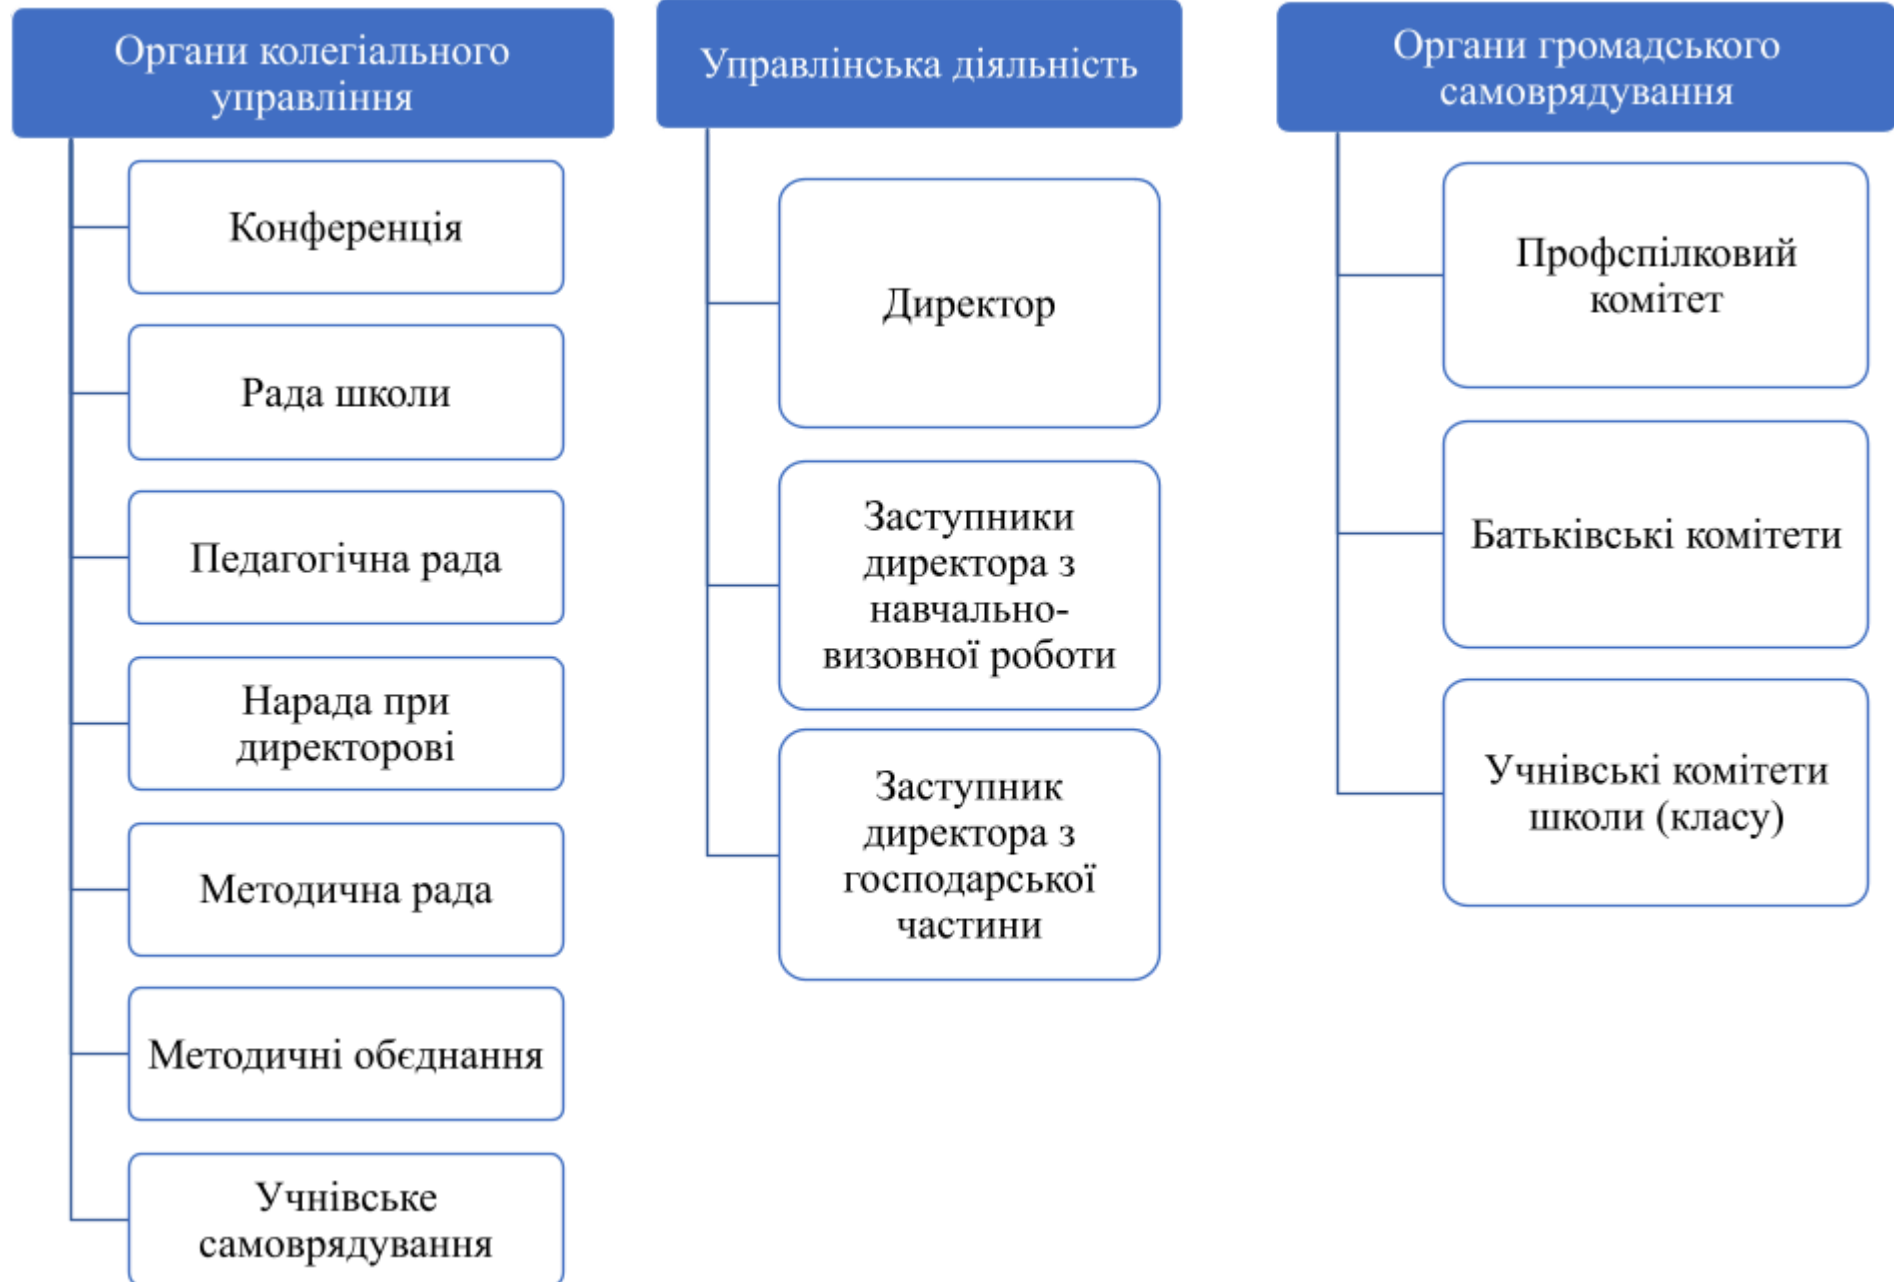 Органи колегіального
управління
Конференція
Рада школи
Педагогічна рада
Нарада при
директорові
Методична рада
Методичні обєднання
Учнівське
самоврядування
Управлінська діяльність
Директор
Заступники
директора з
навчально-
визовної роботи
Заступник
директора з
господарської
частини
Органи громадського
самоврядування
Профспілковий
комітет
Батьківські комітети
Учнівські комітети
школи (класу)